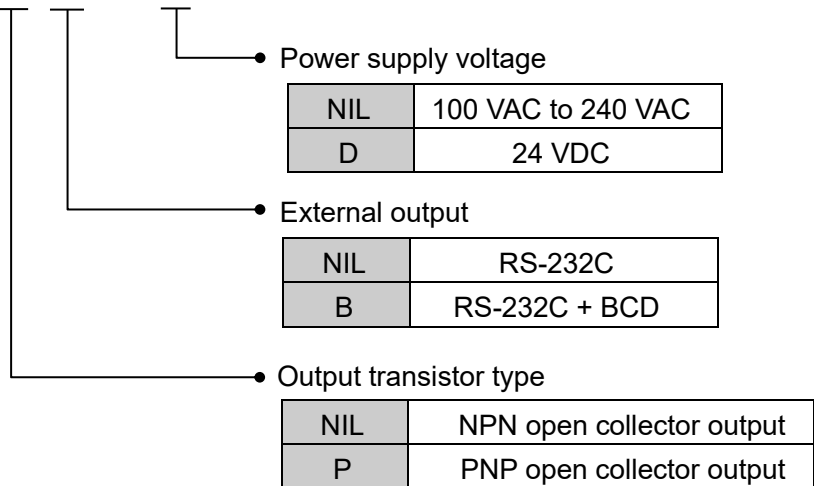 Power supply voltage
NIL 100 VAC to 240 VAC
D 24 VDC
External output
NIL RS-232C
B RS-232C + BCD
Output transistor type
NIL NPN open collector output
P PNP open collector output